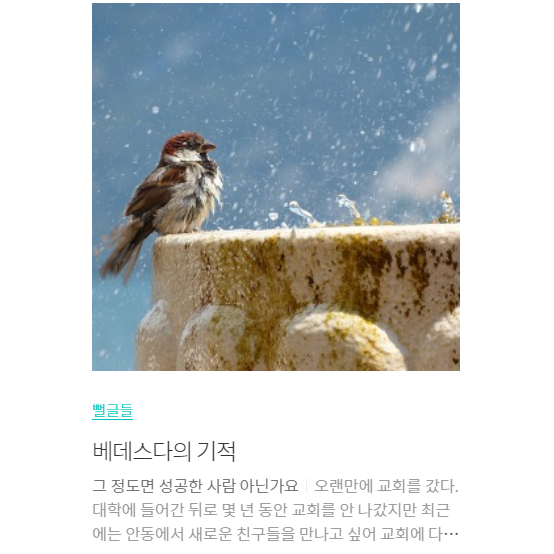 뻘글들
베데스다의 기적
그 정도면 성공한 사람 아닌가요 | 오랜만에 교회를 갔다.
대학에 들어간 뒤로 몇 년 동안 교회를 안 나갔지만 최근
에는 안동에서 새로운 친구들을 만나고 싶어 교회에 다…